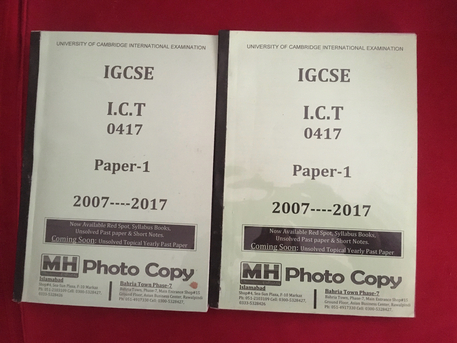 UNIVERSITY OF CAMBRIDGE INTERNATIONAL EXAMINATION
IGCSE
I.C.T
0417
Paper-1
2007----2017
Now Available Red Spot, Syllabus Books,
Unsolved Past paper & Short Notes.
Coming Soon: Unsolved Topical Yearly Past Paper
MH Photo Copy
Islamabad
Bahria Town Phase-7
UNIVERSITY OF CAMBRIDGE INTERNATIONAL EXAMINATION
IGCSE
I.C.T
0417
Paper-1
2007----2017
Now Available Red Spot, Syllabus Books,
Unsolved Past paper & Short Notes.
Coming Soon: Unsolved Topical Yearly Past Paper
MH Photo Copy
Islamabad
Bahria Town Phase-7